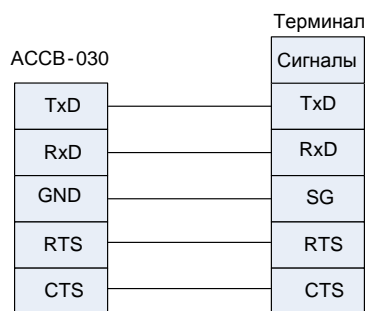 Терминал
АССВ-030
Сигналы
TxD
TxD
RxD
RxD
GND
SG
RTS
RTS
CTS
CTS